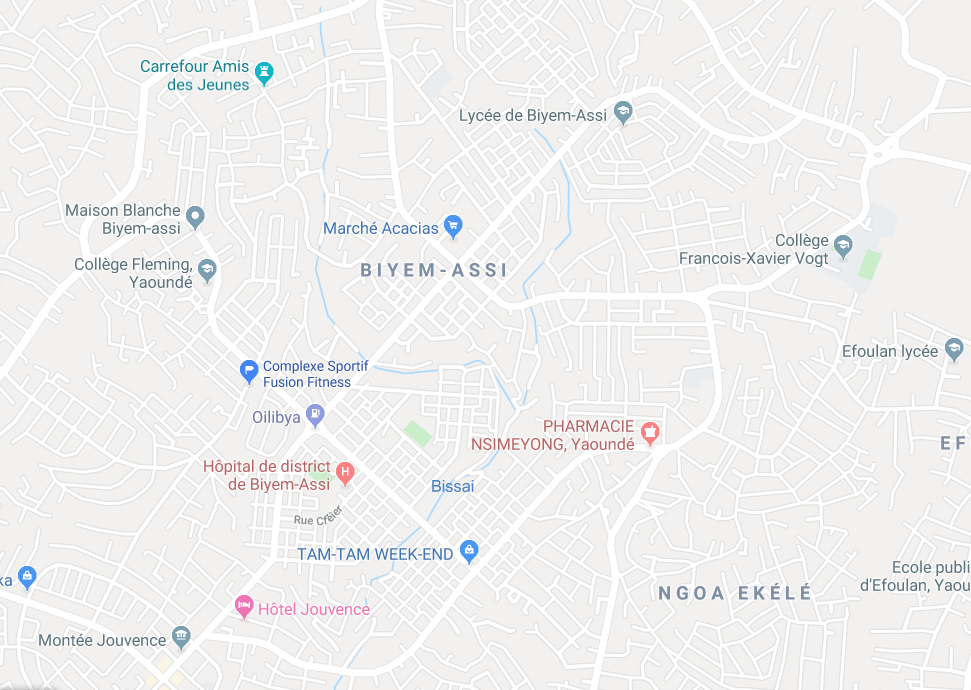 Carrefour Amis
des Jeunes
Lycée de Biyem-Assi
Maison Blanche
Biyem-assi
Marché Acacias
Collège
Francois-Xavier Vogt
Collège Fleming,
Yaoundé
BIYEM-ASSI
Efoulan lycée
Complexe Sportif
Fusion Fitness
Oilibya
PHARMACIE
NSIMEYONG, Yaoundé
EF
Hôpital de district
de Biyem-Assi
Bissai
Rue Cféier
TAM-TAM WEEK-END
Ecole publi
d'Efoulan, Yaou
ka
NGOA EKÉLÉ
Hôtel Jouvence
Montée Jouvence